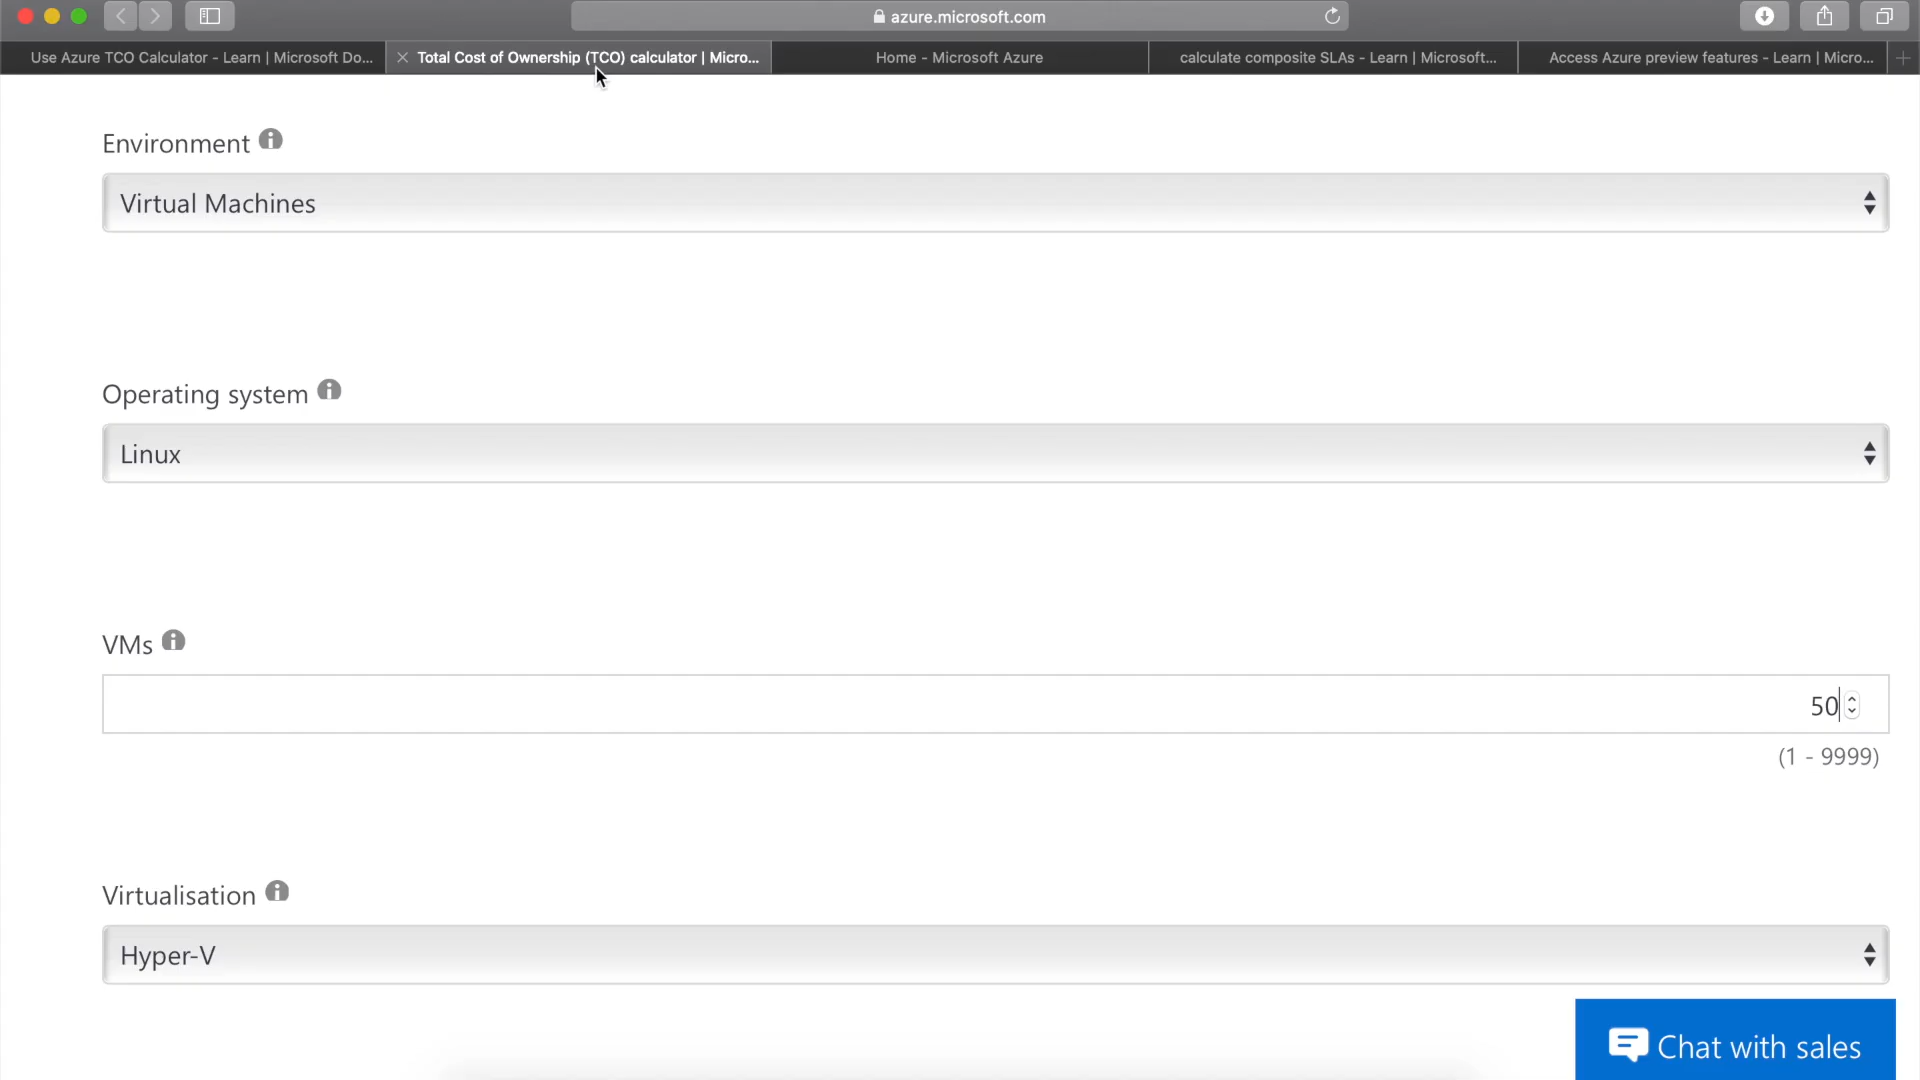 azure.microsoft.com
Use Azure TCO Calculator - Learn | Microsoft Do...
Total Cost of Ownership (TCO) calculator | Micro...
Home - Microsoft Azure
calculate composite SLAs - Learn | Microsoft...
Access Azure preview features - Learn | Micro...
Environment
Virtual Machines
Operating system
Linux
VMs
50
(1 - 9999)
Virtualisation
Hyper-V
Chat with sales